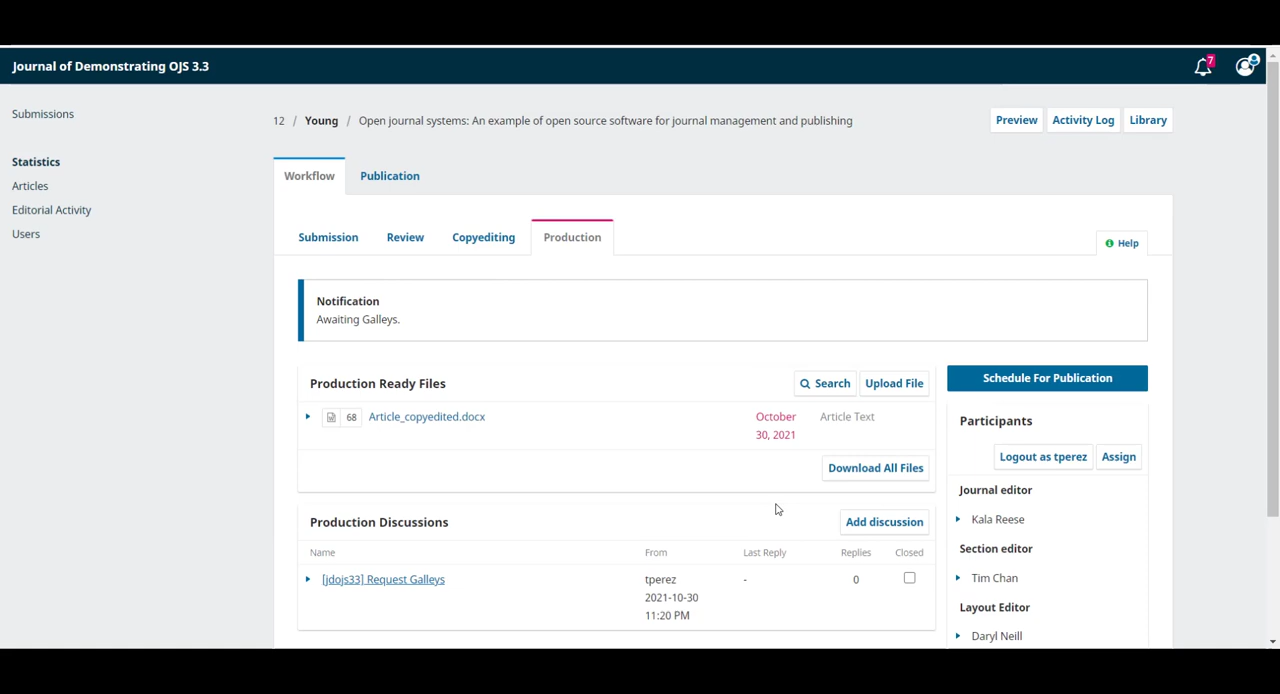 Journal of Demonstrating OJS 3.3
7
Submissions
12 / Young / Open journal systems: An example of open source software for journal management and publishing
Preview
Activity Log
Library
Statistics
Articles
Editorial Activity
Users
Workflow
Publication
Submission
Review
Copyediting
Production
Help
Notification
Awaiting Galleys.
Production Ready Files
Search
Upload File
68 Article_copyedited.docx
October
30, 2021
Article Text
Download All Files
Production Discussions
Add discussion
Name From Last Reply Replies Closed
[jdojs33] Request Galleys
tperez
2021-10-30
11:20 PM
-
0
Schedule For Publication
Participants
Logout as tperez
Assign
Journal editor
Kala Reese
Section editor
Tim Chan
Layout Editor
Daryl Neill